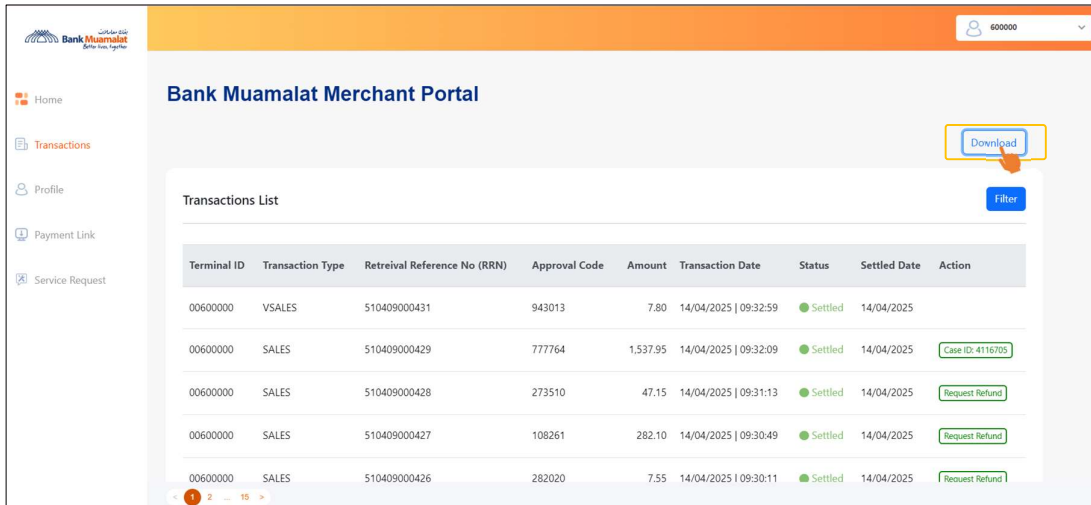 Bank Muamalat
Better lives, together
600000
Home
Bank Muamalat Merchant Portal
Transactions
Download
Profile
Transactions List
Filter
Payment Link
Terminal ID Transaction Type Retreival Reference No (RRN) Approval Code Amount Transaction Date Status Settled Date Action
Service Request
00600000 VSALES 510409000431 943013 7.80 14/04/2025 | 09:32:59 Settled 14/04/2025
00600000 SALES 510409000429 777764 1,537.95 14/04/2025 | 09:32:09 Settled 14/04/2025 Case ID: 4116705
00600000 SALES 510409000428 273510 47.15 14/04/2025 | 09:31:13 Settled 14/04/2025 Request Refund
00600000 SALES 510409000427 108261 282.10 14/04/2025 | 09:30:49 Settled 14/04/2025 Request Refund
00600000 SALES 510409000426 282020 7.55 14/04/2025 | 09:30:11 Settled 14/04/2025 Request Refund
< 1 2 ... 15 >